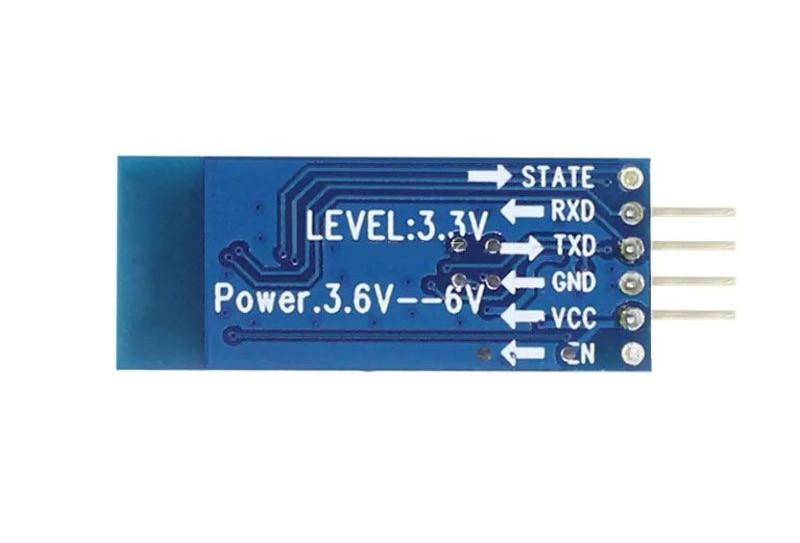 STATE
RXD
LEVEL:3.3V
TXD
GND
Power.3.6V--6V
VCC
EN